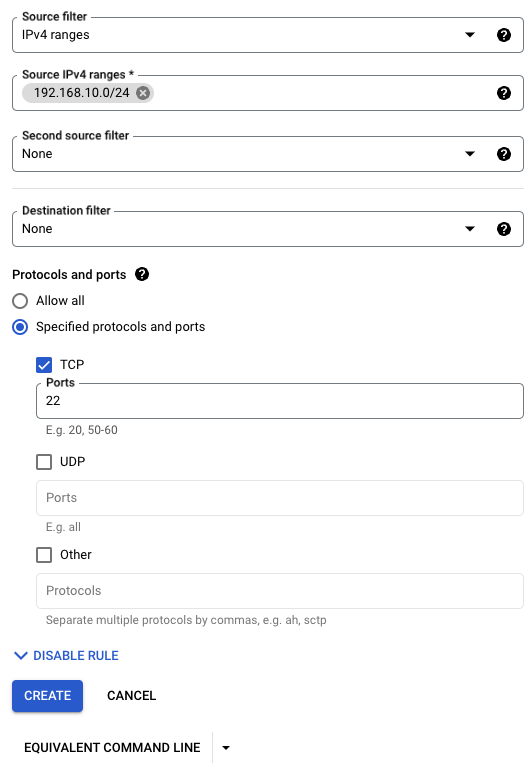 Source filter
IPv4 ranges
Source IPv4 ranges *
192.168.10.0/24
Second source filter
None
Destination filter
None
Protocols and ports
Allow all
Specified protocols and ports
TCP
Ports
22
E.g. 20, 50-60
UDP
Ports
E.g. all
Other
Protocols
Separate multiple protocols by commas, e.g. ah, sctp
DISABLE RULE
CREATE CANCEL
EQUIVALENT COMMAND LINE